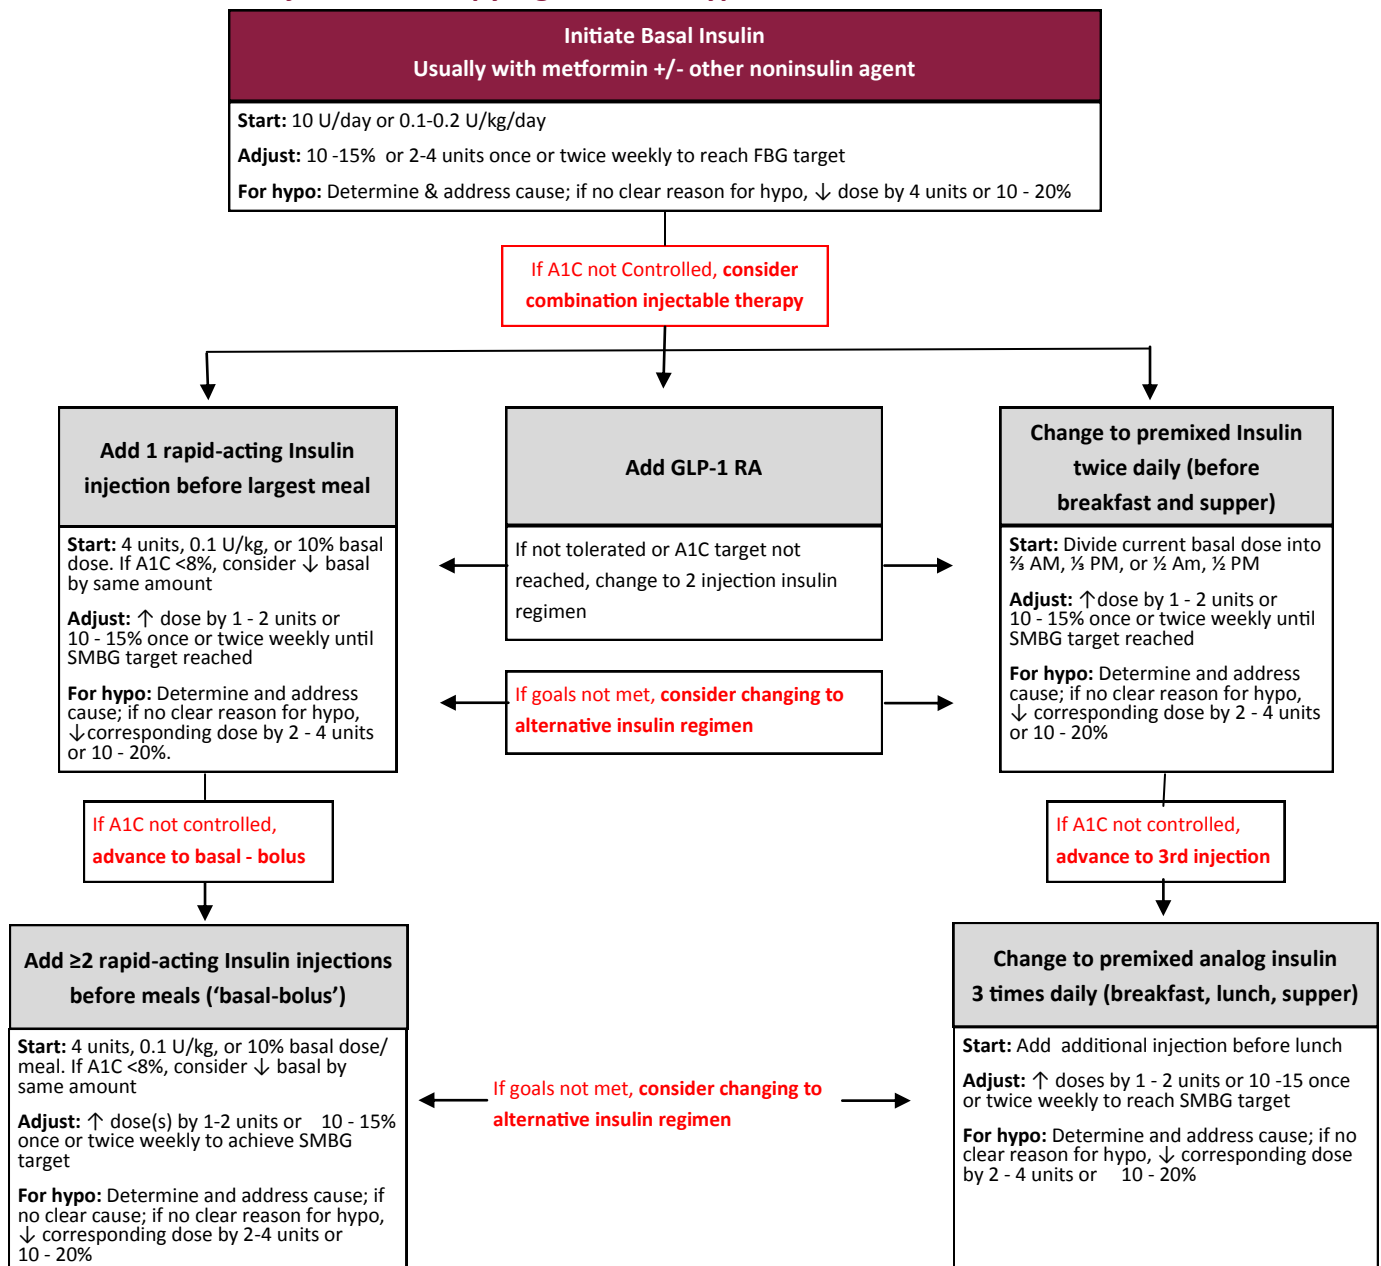 Initiate Basal Insulin
Usually with metformin +/- other noninsulin agent
Start: 10 U/day or 0.1-0.2 U/kg/day
Adjust: 10 -15% or 2-4 units once or twice weekly to reach FBG target
For hypo: Determine & address cause; if no clear reason for hypo, ↓ dose by 4 units or 10 - 20%
If A1C not Controlled, consider
combination injectable therapy
Add 1 rapid-acting Insulin
injection before largest meal
Start: 4 units, 0.1 U/kg, or 10% basal
dose. If A1C <8%, consider ↓ basal
by same amount
Adjust: ↑ dose by 1 - 2 units or
10 - 15% once or twice weekly until
SMBG target reached
For hypo: Determine and address
cause; if no clear reason for hypo,
↓corresponding dose by 2 - 4 units
or 10 - 20%.
Add GLP-1 RA
If not tolerated or A1C target not
reached, change to 2 injection insulin
regimen
Change to premixed Insulin
twice daily (before
breakfast and supper)
Start: Divide current basal dose into
⅔ AM, ⅓ PM, or ½ Am, ½ PM
Adjust: ↑dose by 1 - 2 units or
10 - 15% once or twice weekly until
SMBG target reached
For hypo: Determine and address
cause; if no clear reason for hypo,
↓ corresponding dose by 2 - 4 units
or 10 - 20%
If goals not met, consider changing to
alternative insulin regimen
If A1C not controlled,
advance to basal - bolus
If A1C not controlled,
advance to 3rd injection
Add ≥2 rapid-acting Insulin injections
before meals (‘basal-bolus’)
Start: 4 units, 0.1 U/kg, or 10% basal dose/
meal. If A1C <8%, consider ↓ basal by
same amount
Adjust: ↑ dose(s) by 1-2 units or 10 - 15%
once or twice weekly to achieve SMBG
target
For hypo: Determine and address cause; if
no clear cause; if no clear reason for hypo,
↓ corresponding dose by 2-4 units or
10 - 20%
If goals not met, consider changing to
alternative insulin regimen
Change to premixed analog insulin
3 times daily (breakfast, lunch, supper)
Start: Add additional injection before lunch
Adjust: ↑ doses by 1 - 2 units or 10 -15 once
or twice weekly to reach SMBG target
For hypo: Determine and address cause; if no
clear reason for hypo, ↓ corresponding dose
by 2 - 4 units or 10 - 20%